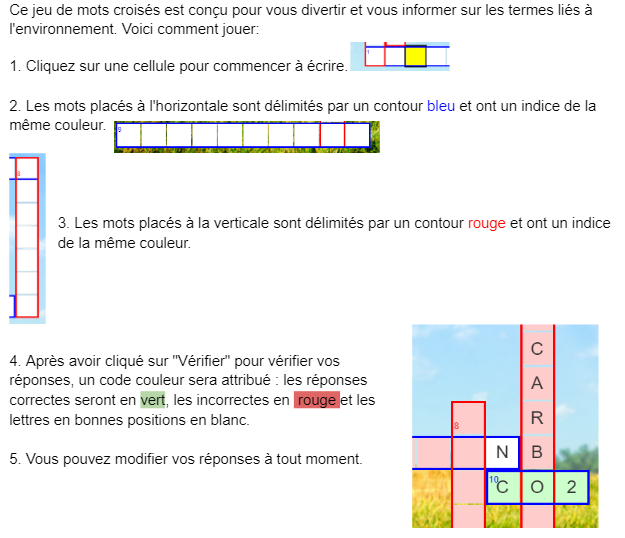 Ce jeu de mots croisés est conçu pour vous divertir et vous informer sur les termes liés à
l'environnement. Voici comment jouer:
1. Cliquez sur une cellule pour commencer à écrire.
1
2. Les mots placés à l'horizontale sont délimités par un contour bleu et ont un indice de la
même couleur.
9
8
3. Les mots placés à la verticale sont délimités par un contour rouge et ont un indice
de la même couleur.
4. Après avoir cliqué sur "Vérifier" pour vérifier vos
réponses, un code couleur sera attribué : les réponses
correctes seront en vert, les incorrectes en rouge et les
lettres en bonnes positions en blanc.
5. Vous pouvez modifier vos réponses à tout moment.
C
A
R
8
N B
10 C O 2